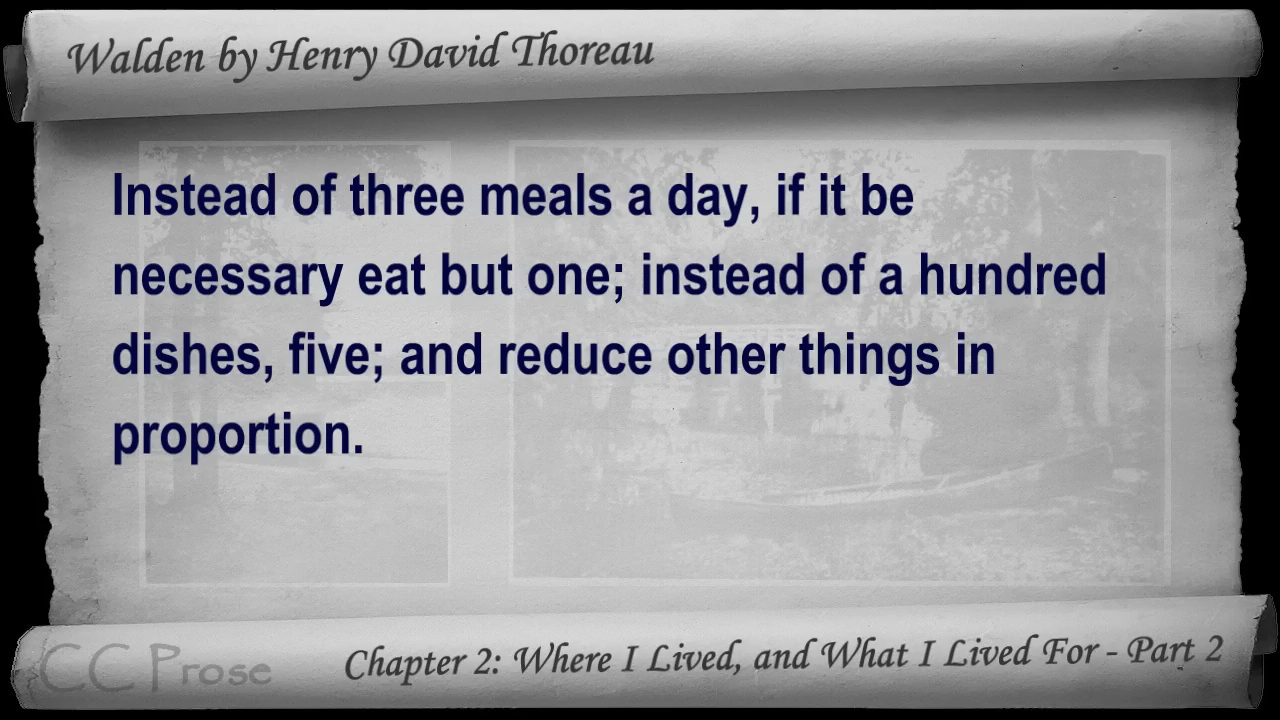 Walden by Henry David Thoreau
Instead of three meals a day, if it be
necessary eat but one; instead of a hundred
dishes, five; and reduce other things in
proportion.
CC Prose
Chapter 2: Where I Lived, and What I Lived For - Part 2